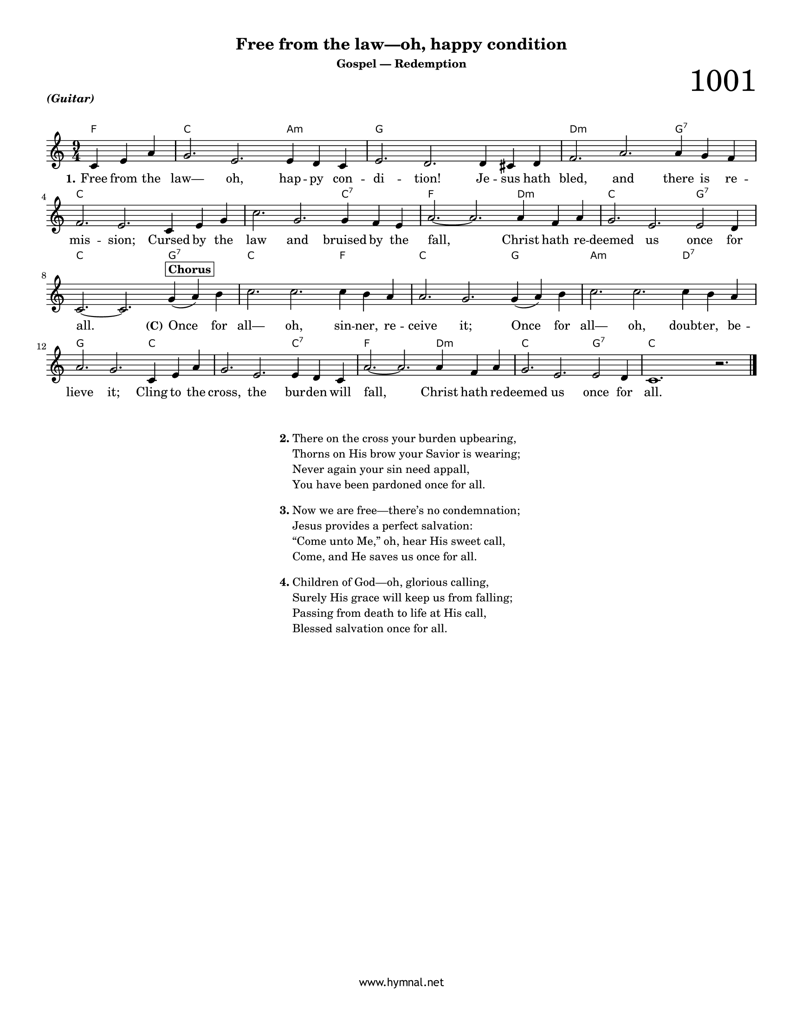 Free from the law—oh, happy condition
Gospel — Redemption
1001
(Guitar)
F C Am G Dm G7
9 4
1. Free from the law— oh, hap - py con - di - tion! Je - sus hath bled, and there is re -
4 C C7 F Dm C G7
mis - sion; Cursed by the law and bruised by the fall, Christ hath re-deemed us once for
C G7 C F C G Am D7
8 Chorus
all. (C) Once for all— oh, sin-ner, re - ceive it; Once for all— oh, doubter, be -
12 G C C7 F Dm C G7 C
lieve it; Cling to the cross, the burden will fall, Christ hath redeemed us once for all.
2. There on the cross your burden upbearing,
Thorns on His brow your Savior is wearing;
Never again your sin need appall,
You have been pardoned once for all.
3. Now we are free—there’s no condemnation;
Jesus provides a perfect salvation:
“Come unto Me,” oh, hear His sweet call,
Come, and He saves us once for all.
4. Children of God—oh, glorious calling,
Surely His grace will keep us from falling;
Passing from death to life at His call,
Blessed salvation once for all.
www.hymnal.net